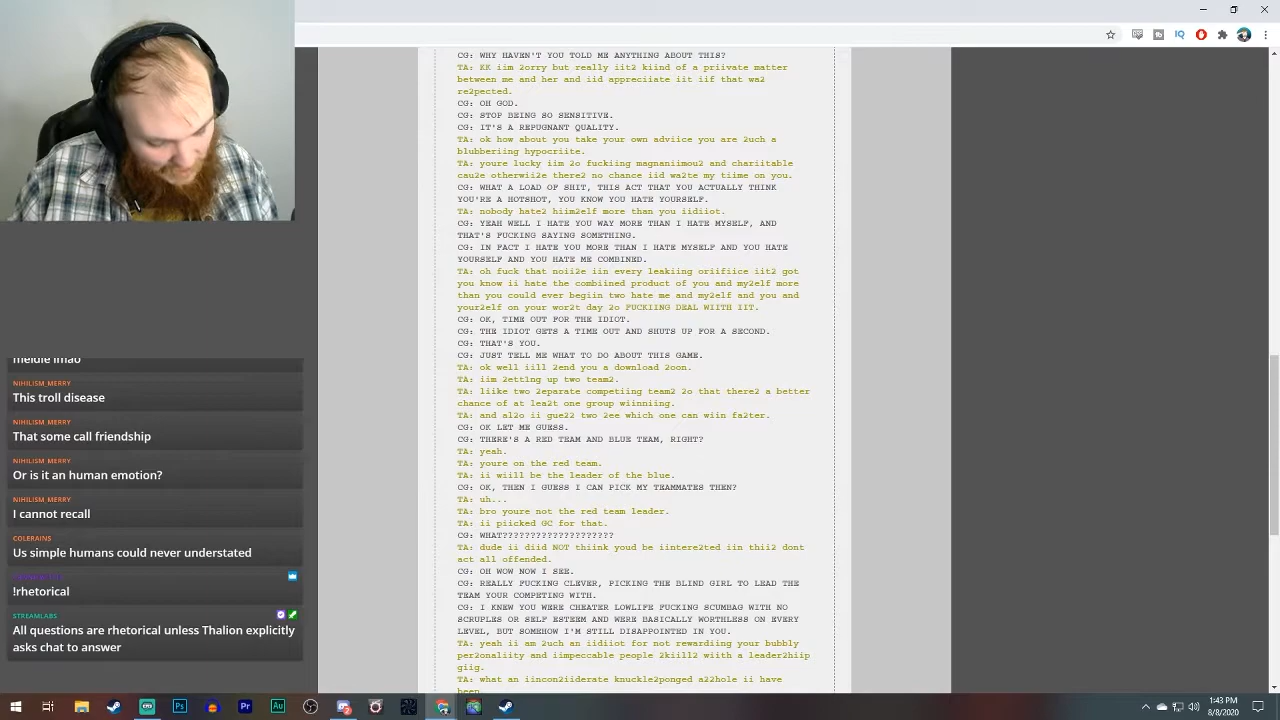 CG: WHY HAVEN'T YOU TOLD ME ANYTHING ABOUT THIS?
TA: KK iim 2orry but really iit2 kiind of a priivate matter
between me and her and iid appreciiate iit iif that wa2
re2pected.
CG: OH GOD.
CG: STOP BEING SO SENSITIVE.
CG: IT'S A REPUGNANT QUALITY.
TA: ok how about you take your own adviice you are 2uch a
blubberiing hypocriite.
TA: youre lucky iim 2o fuckiing magnaniimou2 and chariitable
cau2e otherwii2e there2 no chance iid wa2te my tiime on you.
CG: WHAT A LOAD OF SHIT, THIS ACT THAT YOU ACTUALLY THINK
YOU'RE A HOTSHOT, YOU KNOW YOU HATE YOURSELF.
TA: nobody hate2 hiim2elf more than you iidiiot.
CG: YEAH WELL I HATE YOU WAY MORE THAN I HATE MYSELF, AND
THAT'S FUCKING SAYING SOMETHING.
CG: IN FACT I HATE YOU MORE THAN I HATE MYSELF AND YOU HATE
YOURSELF AND YOU HATE ME COMBINED.
TA: oh fuck that noii2e iin every leakiing oriifiice iit2 got
you know ii hate the combiined product of you and my2elf more
than you could ever begiin two hate me and my2elf and you and
your2elf on your wor2t day 2o FUCKIING DEAL WIITH IIT.
CG: OK, TIME OUT FOR THE IDIOT.
CG: THE IDIOT GETS A TIME OUT AND SHUTS UP FOR A SECOND.
CG: THAT'S YOU.
CG: JUST TELL ME WHAT TO DO ABOUT THIS GAME.
TA: ok well iill 2end you a download 2oon.
TA: iim 2ett1ng up two team2.
TA: liike two 2eparate competiing team2 2o that there2 a better
chance of at lea2t one group wiinniing.
TA: and al2o ii gue22 two 2ee which one can wiin fa2ter.
CG: OK LET ME GUESS.
CG: THERE'S A RED TEAM AND BLUE TEAM, RIGHT?
TA: yeah.
TA: youre on the red team.
TA: ii wiill be the leader of the blue.
CG: OK, THEN I GUESS I CAN PICK MY TEAMMATES THEN?
TA: uh...
TA: bro youre not the red team leader.
TA: ii piicked GC for that.
CG: WHAT????????????????????
TA: dude ii diid NOT thiink youd be iintere2ted iin thii2 dont
act all offended.
CG: OH WOW NOW I SEE.
CG: REALLY FUCKING CLEVER, PICKING THE BLIND GIRL TO LEAD THE
TEAM YOUR COMPETING WITH.
CG: I KNEW YOU WERE CHEATER LOWLIFE FUCKING SCUMBAG WITH NO
SCRUPLES OR SELF ESTEEM AND WERE BASICALLY WORTHLESS ON EVERY
LEVEL, BUT SOMEHOW I'M STILL DISAPPOINTED IN YOU.
TA: yeah ii am 2uch an iidiiot for not rewardiing your bubbly
per2onaliity and iimpeccable people 2kiill2 wiith a leader2hiip
giig.
TA: what an iincon2iiderate knuckle2ponged a22hole ii have
been
meldie lmao
NIHILISM_MERRY
This troll disease
NIHILISM_MERRY
That some call friendship
NIHILISM_MERRY
Or is it an human emotion?
NIHILISM_MERRY
I cannot recall
COLERAINS
Us simple humans could never understated
!rhetorical
STREAMLABS
All questions are rhetorical unless Thalion explicitly
asks chat to answer
1:43 PM
8/8/2020